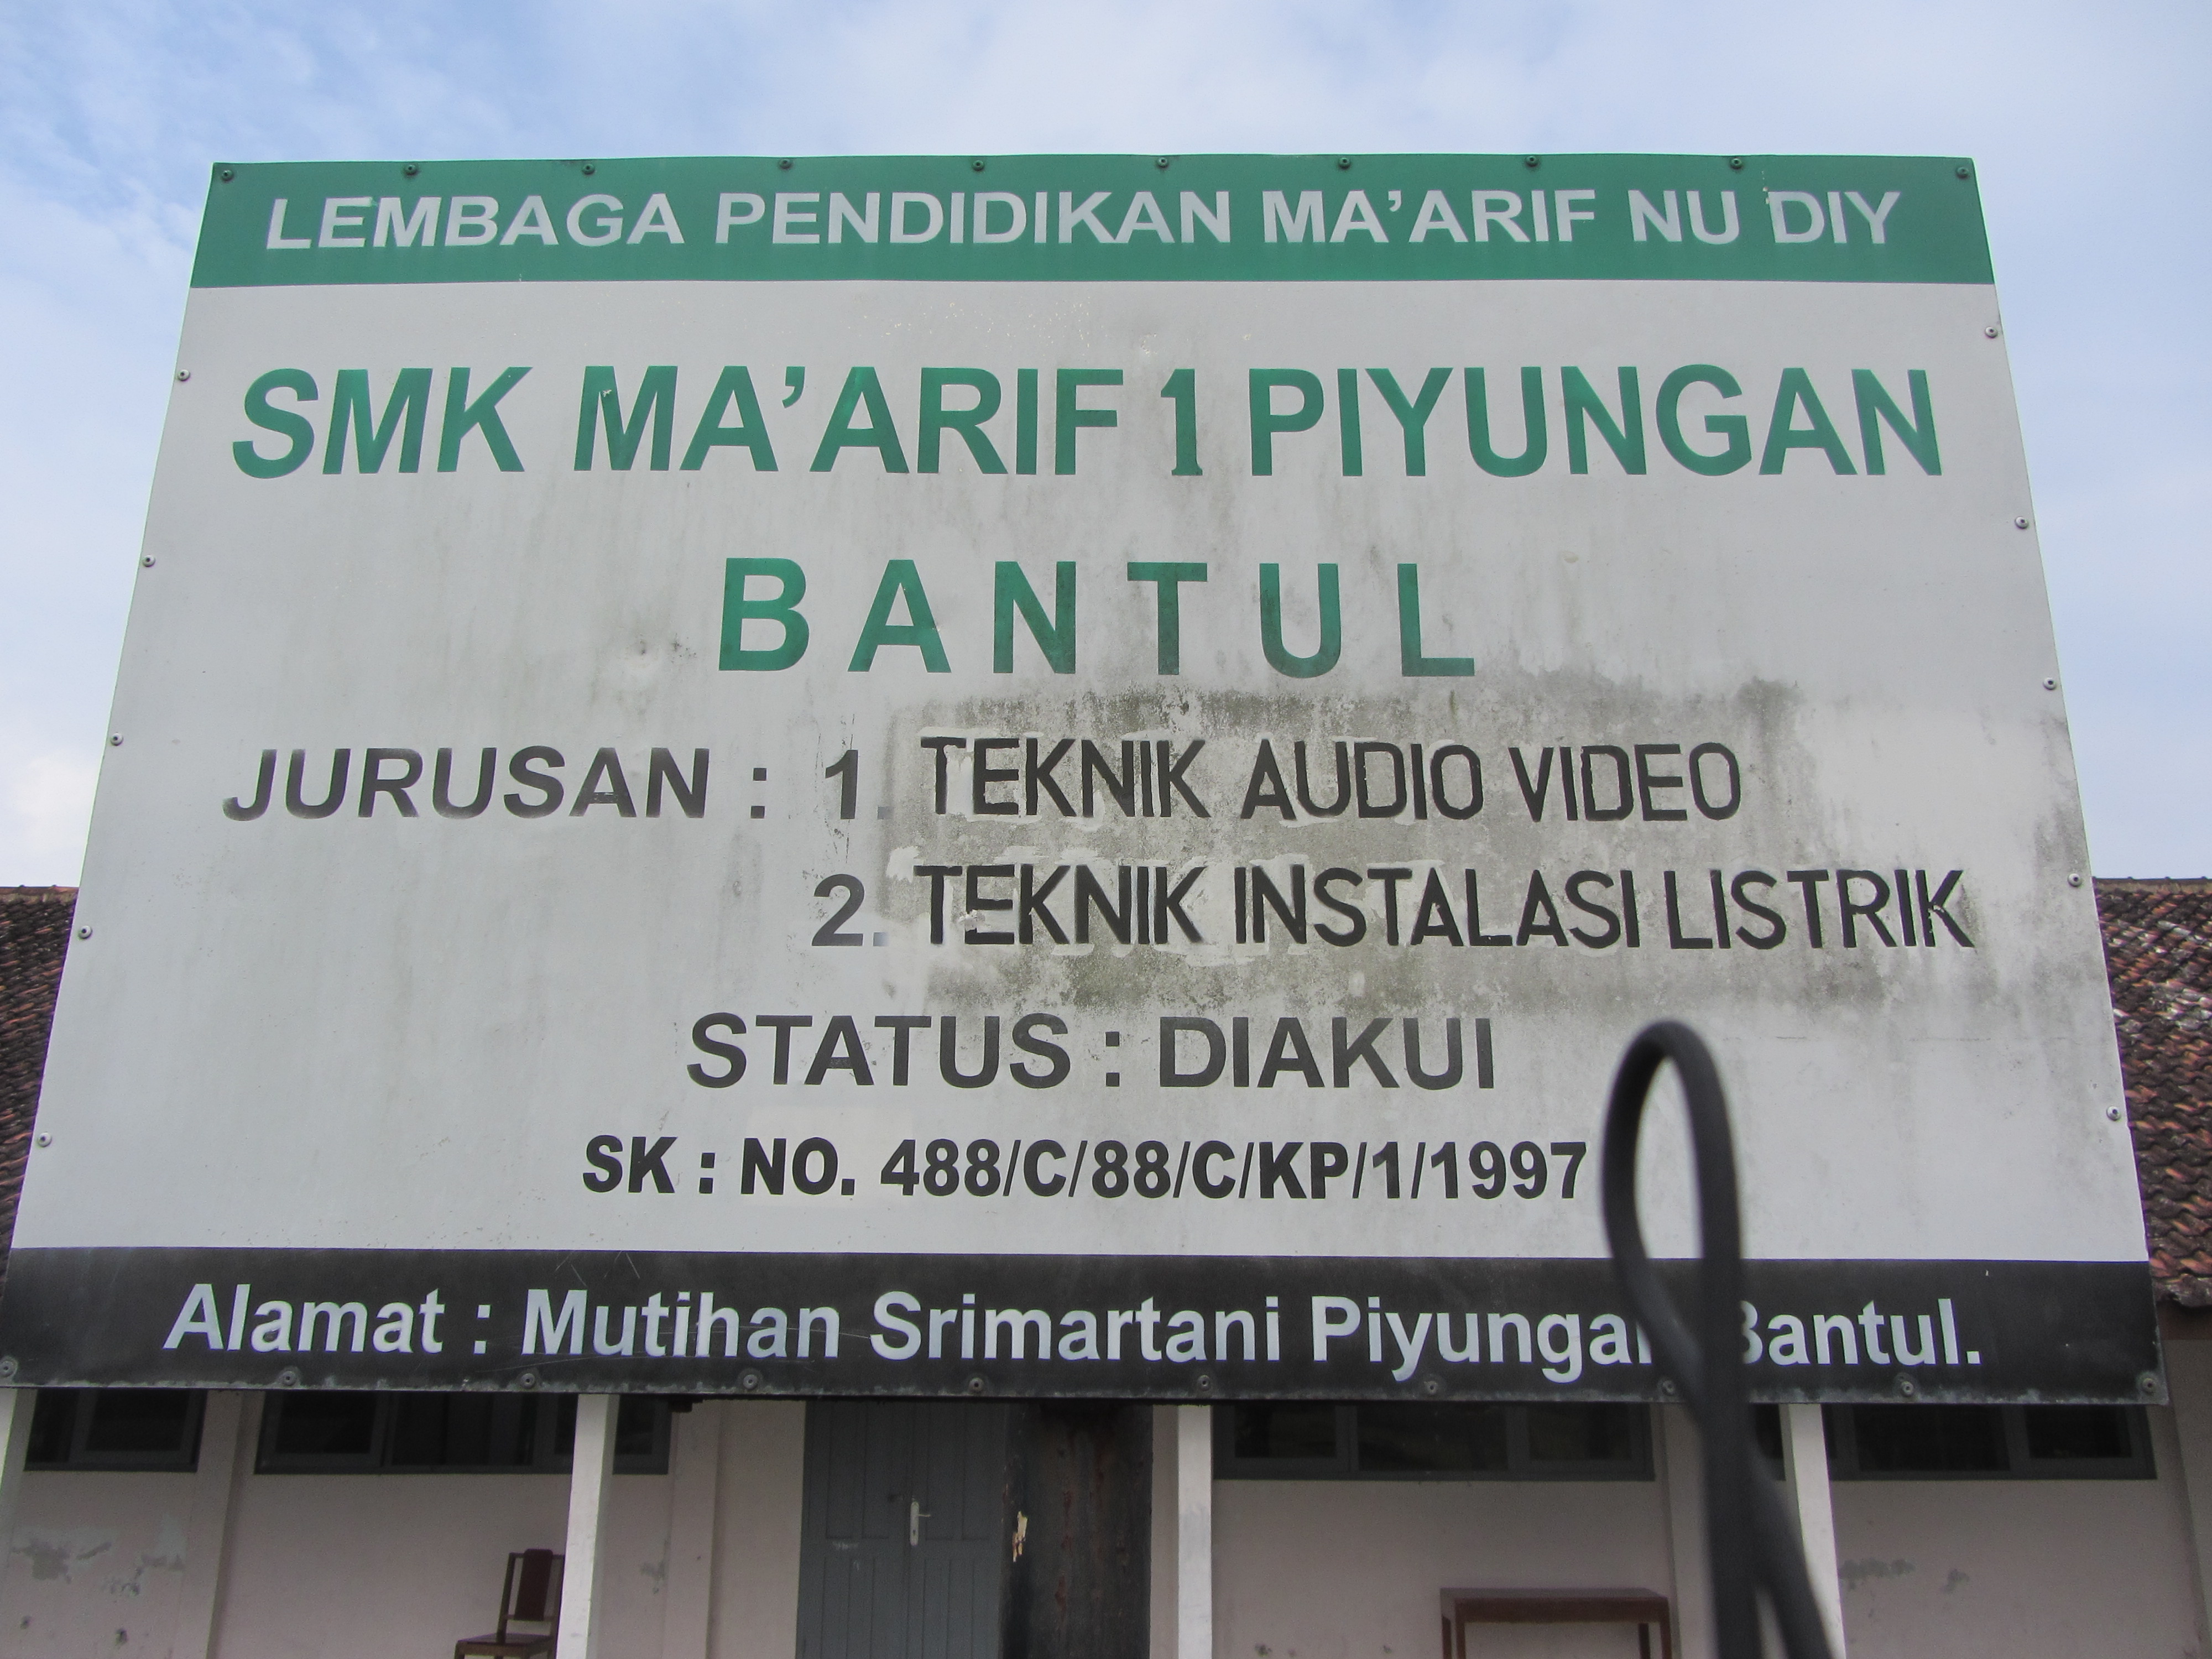 LEMBAGA PENDIDIKAN MA'ARIF NU DIY
SMK MA'ARIF 1 PIYUNGAN
BANTUL
JURUSAN : 1. TEKNIK AUDIO VIDEO
2. TEKNIK INSTALASI LISTRIK
STATUS : DIAKUI
SK : NO. 488/C/88/C/KP/1/1997
Alamat : Mutihan Srimartani Piyungan Bantul.